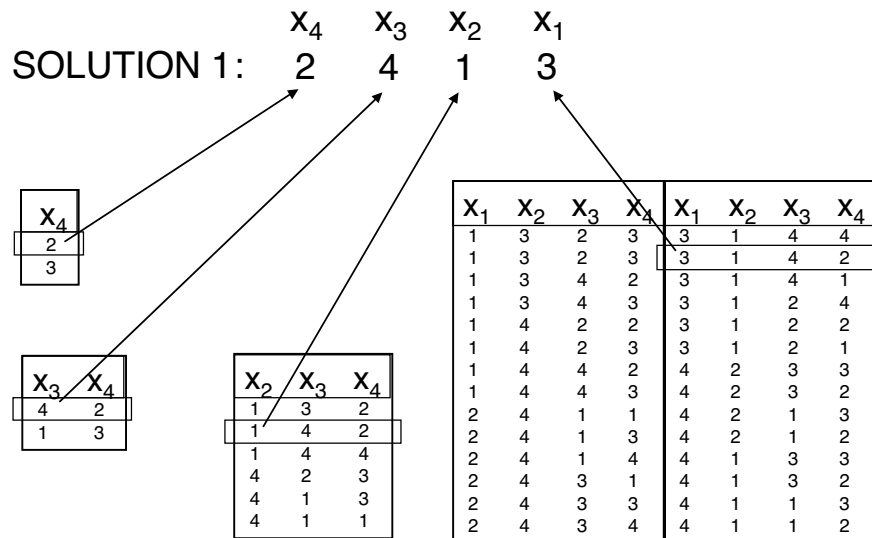 x4 x3 x2 x1
SOLUTION 1: 2 4 1 3
x4
2
3
x3 x4
4 2
1 3
x2 x3 x4
1 3 2
1 4 2
1 4 4
4 2 3
4 1 3
4 1 1
x1 x2 x3 x4 x1 x2 x3 x4
1 3 2 3 3 1 4 4
1 3 2 3 3 1 4 2
1 3 4 2 3 1 4 1
1 3 4 3 3 1 2 4
1 4 2 2 3 1 2 2
1 4 2 3 3 1 2 1
1 4 4 2 4 2 3 3
1 4 4 3 4 2 3 2
2 4 1 1 4 2 1 3
2 4 1 3 4 2 1 2
2 4 1 4 4 1 3 3
2 4 3 1 4 1 3 2
2 4 3 3 4 1 1 3
2 4 3 4 4 1 1 2